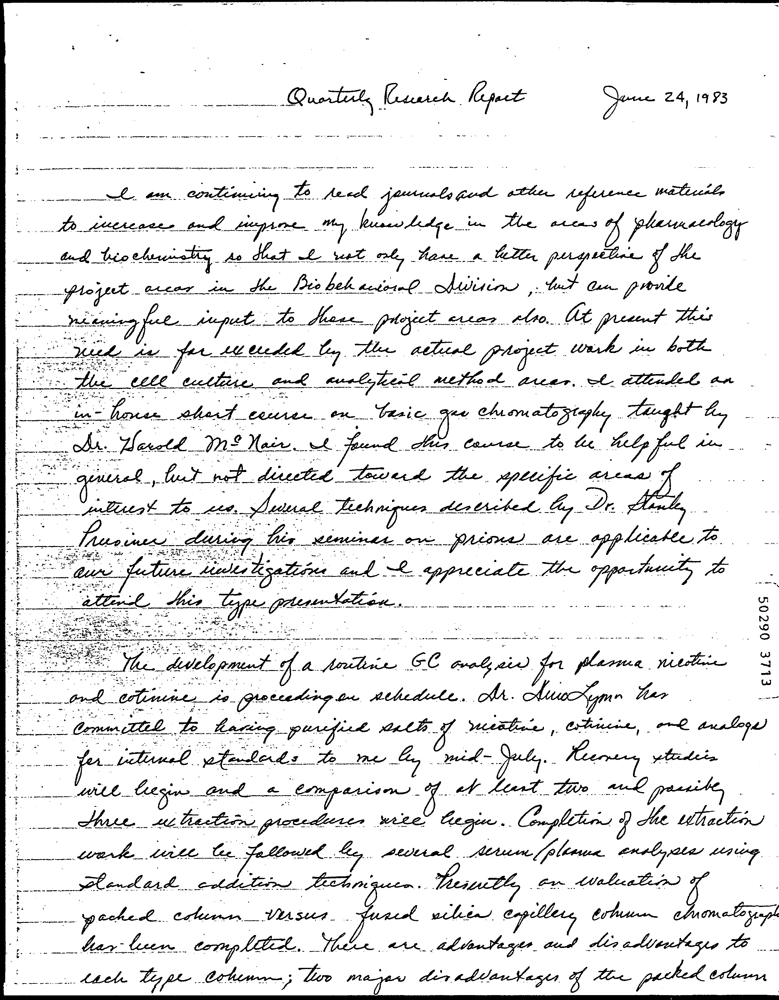 Quarterly Research Report June 24, 1983
I am continuing to read journals and other reference materials
to increase and improve my knowledge in the areas of pharmacology
and biochemistry so that I not only have a better perspective of the
project areas in the Biobehavioral Division, but can provide
meaningful input to these project areas also. At present this
need is far exceeded by the actual project work in both
the cell culture and analytical method areas. I attended an
in-house short course on basic gas chromatography taught by
Dr. Harold McNair. I found this course to be helpful in
general, but not directed toward the specific areas of
interest to us. Several techniques described by Dr. Stanley
Prusiner during his seminar on prions are applicable to
our future investigations and I appreciate the opportunity to
attend this type presentation.
The development of a routine GC analysis for plasma nicotine
and cotinine is proceeding on schedule. Dr. Lynn has
committed to having purified salts of nicotine, cotinine, and analogs
for internal standards to me by mid-July. Recovery studies
will begin and a comparison of at least two and possibly
three extraction procedures will begin. Completion of the extraction
work will be followed by several serum/plasma analyses using
standard addition techniques. Presently an evaluation of
packed column versus fused silica capillery column chromatograph
has been completed. There are advantages and disadvantages to
each type column; two major disadvantages of the packed column
50290 3713